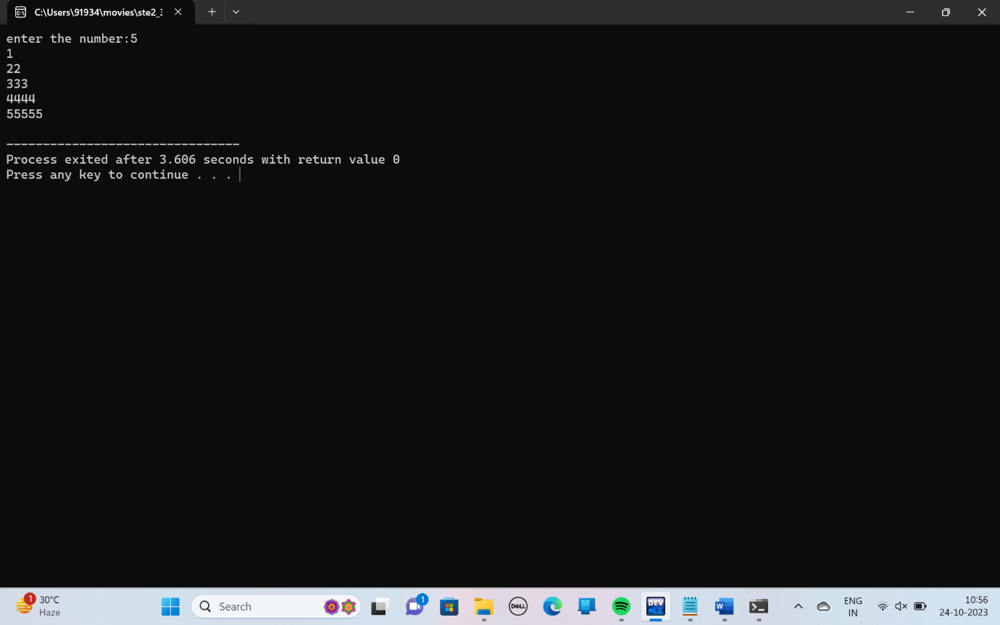 C:\Users\91934\movies\ste2_3
enter the number:5
1
22
333
4444
55555
--------------------------------
Process exited after 3.606 seconds with return value 0
Press any key to continue . . .
1
30°C
Haze
Search
1
DELL
DEV
C++
W
ENG
IN
10:56
24-10-2023